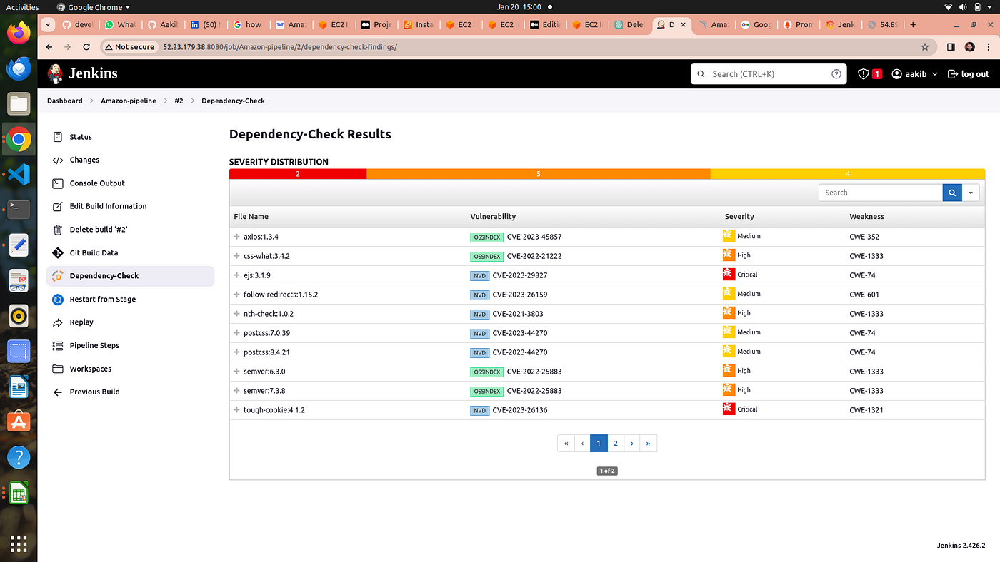 Activities Google Chrome Jan 20 15:00
deve What Aakib (50) how Amaz EC2 I Proje Insta EC2 I EC2 I Editi EC2 I Dele D Ama Goog Pron Jenk 54.89
Not secure 52.23.179.38:8080/job/Amazon-pipeline/2/dependency-check-findings/
Jenkins Search (CTRL+K) ? 1 aakib log out
Dashboard Amazon-pipeline #2 Dependency-Check
Status
Changes
Console Output
Edit Build Information
Delete build ‘#2’
Git Build Data
Dependency-Check
Restart from Stage
Replay
Pipeline Steps
Workspaces
Previous Build
Dependency-Check Results
SEVERITY DISTRIBUTION
2 5 4
Search
File Name Vulnerability Severity Weakness
axios:1.3.4 OSSINDEX CVE-2023-45857 Medium CWE-352
css-what:3.4.2 OSSINDEX CVE-2022-21222 High CWE-1333
ejs:3.1.9 NVD CVE-2023-29827 Critical CWE-74
follow-redirects:1.15.2 NVD CVE-2023-26159 Medium CWE-601
nth-check:1.0.2 NVD CVE-2021-3803 High CWE-1333
postcss:7.0.39 NVD CVE-2023-44270 Medium CWE-74
postcss:8.4.21 NVD CVE-2023-44270 Medium CWE-74
semver:6.3.0 OSSINDEX CVE-2022-25883 High CWE-1333
semver:7.3.8 OSSINDEX CVE-2022-25883 High CWE-1333
tough-cookie:4.1.2 NVD CVE-2023-26136 Critical CWE-1321
« ‹ 1 2 › »
1 of 2
Jenkins 2.426.2